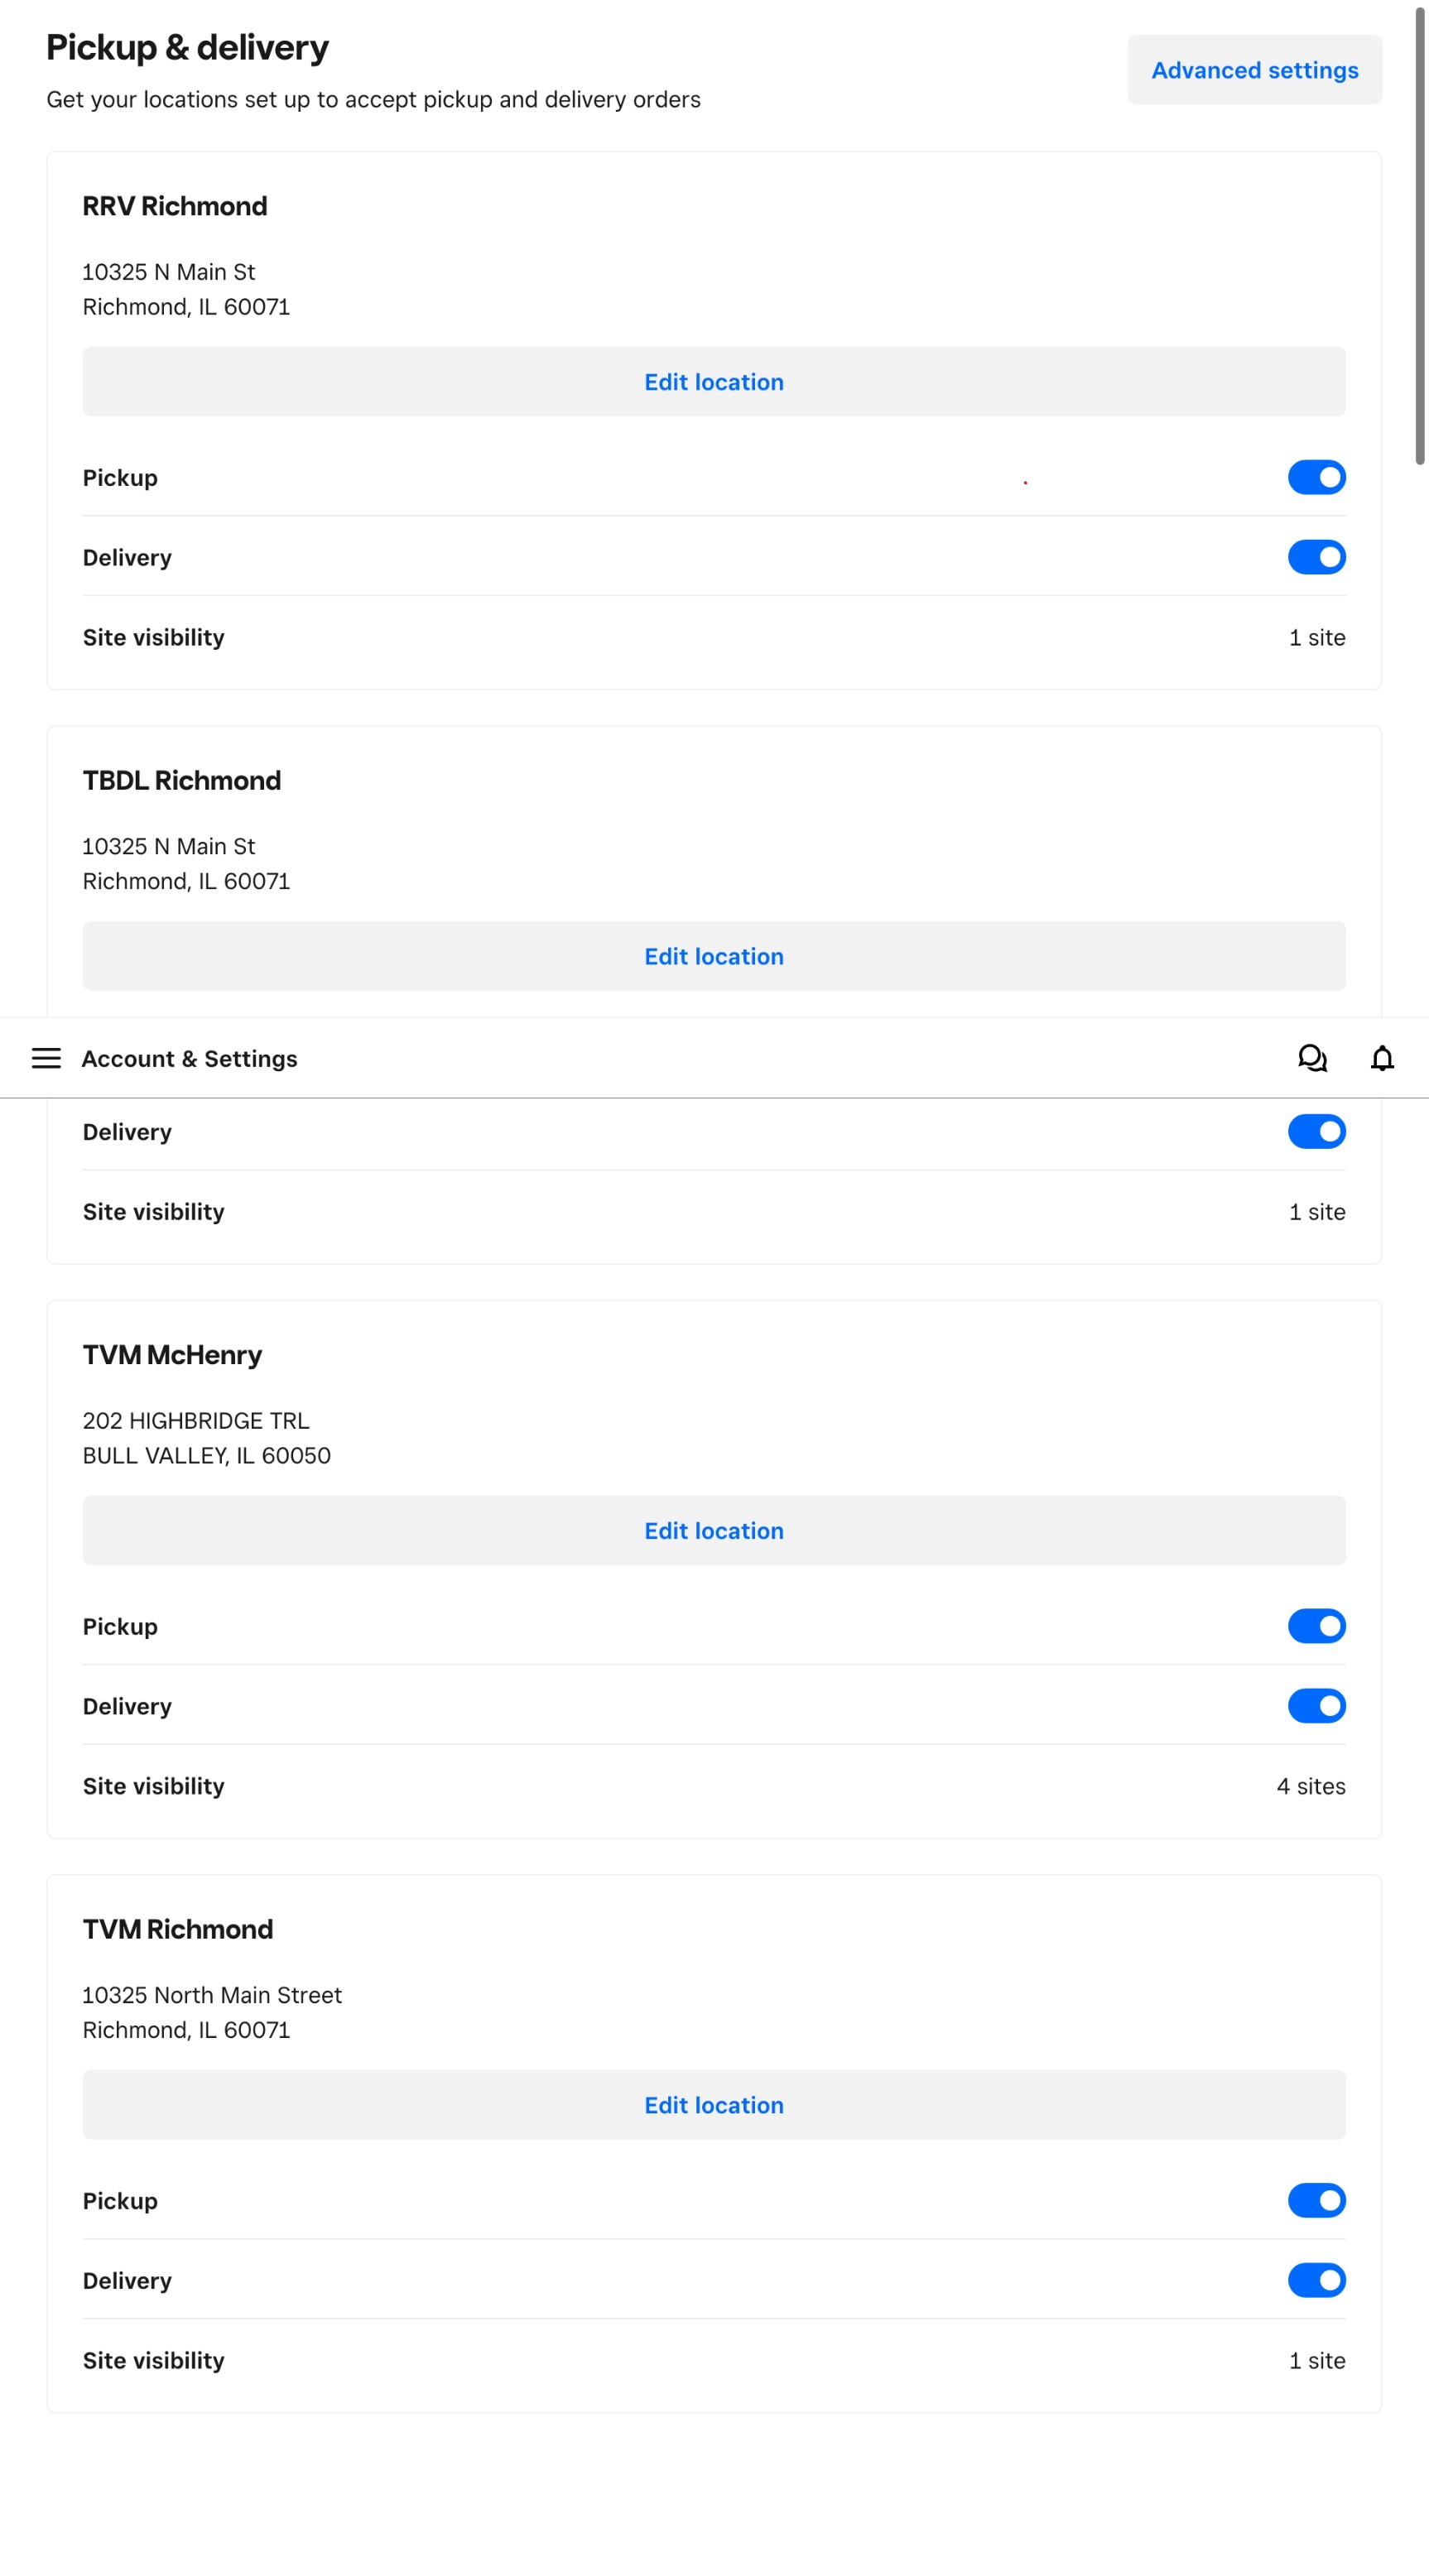 Pickup & delivery
Advanced settings
Get your locations set up to accept pickup and delivery orders
RRV Richmond
10325 N Main St
Richmond, IL 60071
Edit location
Pickup
Delivery
Site visibility 1 site
TBDL Richmond
10325 N Main St
Richmond, IL 60071
Edit location
Account & Settings
Delivery
Site visibility 1 site
TVM McHenry
202 HIGHBRIDGE TRL
BULL VALLEY, IL 60050
Edit location
Pickup
Delivery
Site visibility 4 sites
TVM Richmond
10325 North Main Street
Richmond, IL 60071
Edit location
Pickup
Delivery
Site visibility 1 site